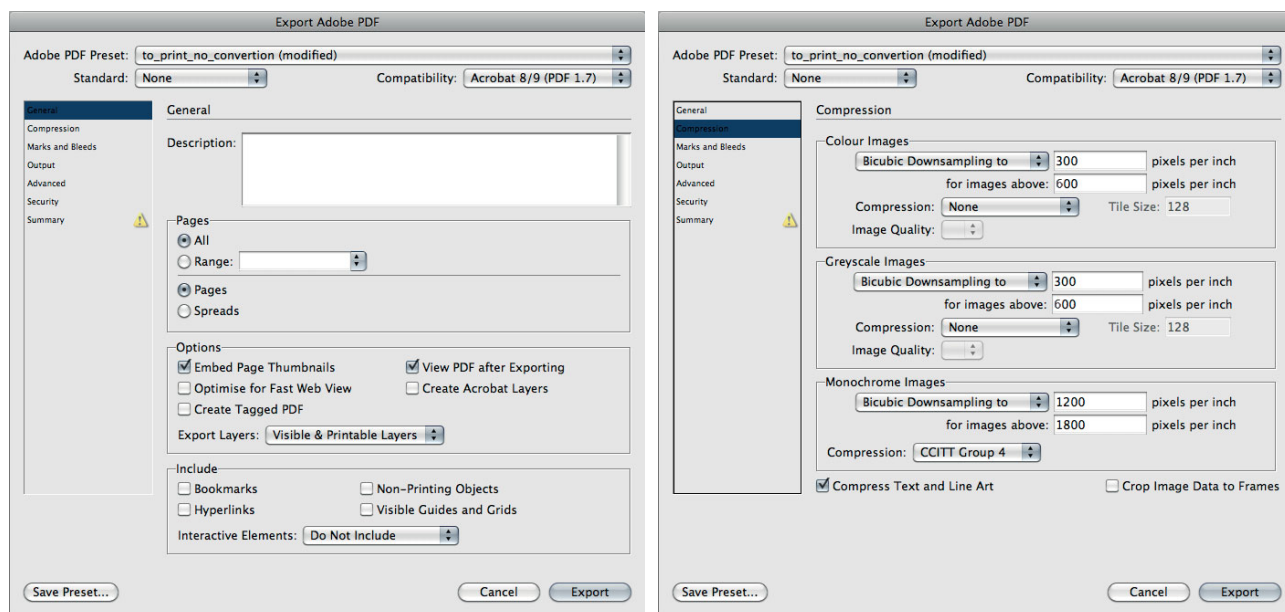 Export Adobe PDF
Adobe PDF Preset: to_print_no_convertion (modified)
Standard: None Compatibility: Acrobat 8/9 (PDF 1.7)
General
Compression
Marks and Bleeds
Output
Advanced
Security
Summary
General
Description:
Pages
All
Range:
Pages
Spreads
Options
Embed Page Thumbnails View PDF after Exporting
Optimise for Fast Web View Create Acrobat Layers
Create Tagged PDF
Export Layers: Visible & Printable Layers
Include
Bookmarks Non-Printing Objects
Hyperlinks Visible Guides and Grids
Interactive Elements: Do Not Include
Save Preset... Cancel Export
Export Adobe PDF
Adobe PDF Preset: to_print_no_convertion (modified)
Standard: None Compatibility: Acrobat 8/9 (PDF 1.7)
General
Compression
Marks and Bleeds
Output
Advanced
Security
Summary
Compression
Colour Images
Bicubic Downsampling to 300 pixels per inch
for images above: 600 pixels per inch
Compression: None Tile Size: 128
Image Quality:
Greyscale Images
Bicubic Downsampling to 300 pixels per inch
for images above: 600 pixels per inch
Compression: None Tile Size: 128
Image Quality:
Monochrome Images
Bicubic Downsampling to 1200 pixels per inch
for images above: 1800 pixels per inch
Compression: CCITT Group 4
Compress Text and Line Art Crop Image Data to Frames
Save Preset... Cancel Export